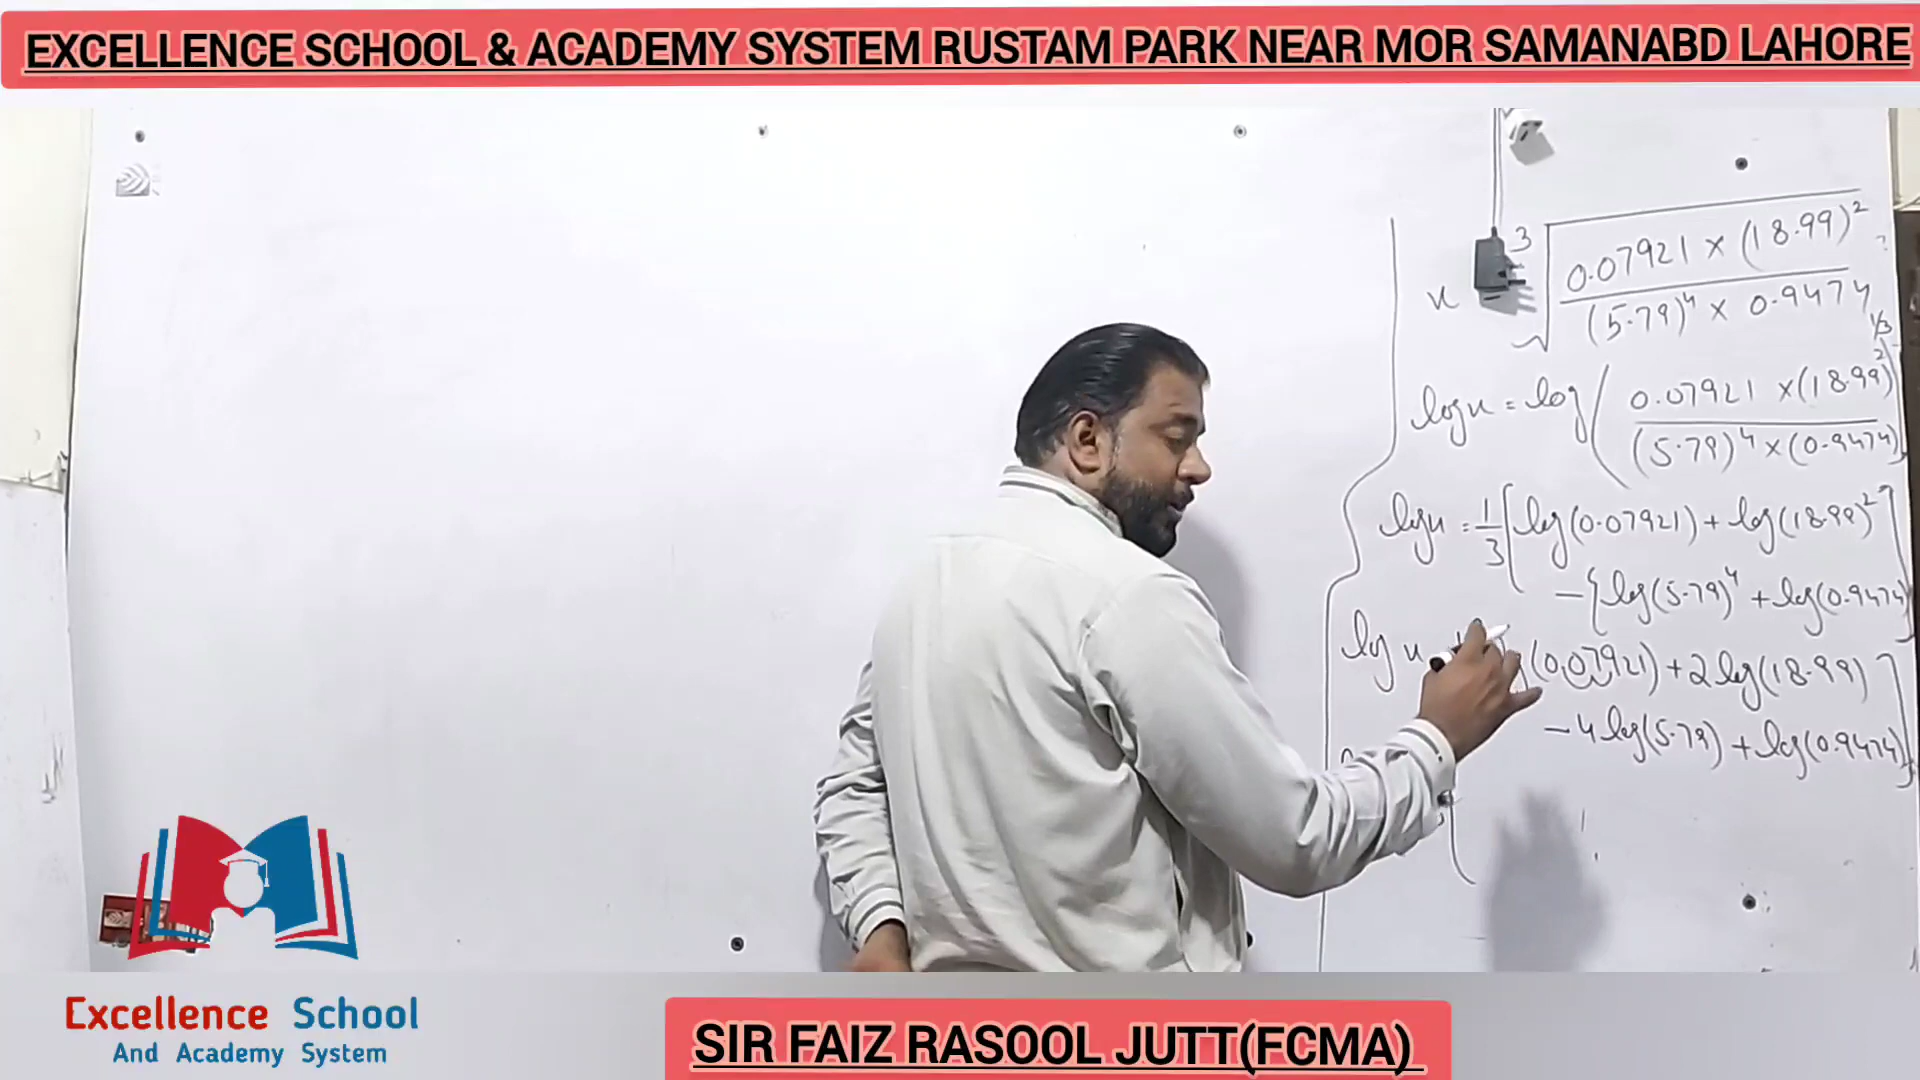 EXCELLENCE SCHOOL & ACADEMY SYSTEM RUSTAM PARK NEAR MOR SAMANABD LAHORE
x 3√ 0.07921 × (18.99)²
(5.79)⁴ × 0.9474
log x = log ( 0.07921 × (18.99)² 1/3
(5.79)⁴ × (0.9474)
log x = 1/3 [ log (0.07921) + log (18.99)² ]
- { log (5.79)⁴ + log (0.9474)
log x (0.07921) + 2 log (18.99)
- 4 log (5.79) + log (0.9474) ]
Excellence School
And Academy System
SIR FAIZ RASOOL JUTT(FCMA)